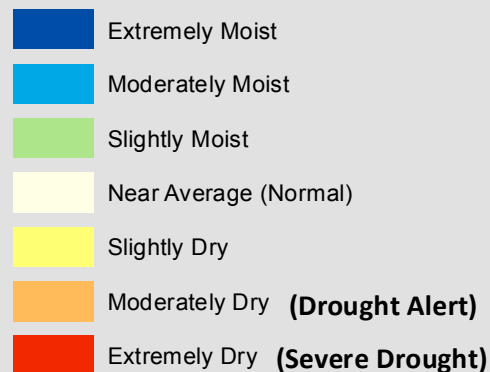 Extremely Moist
Moderately Moist
Slightly Moist
Near Average (Normal)
Slightly Dry
Moderately Dry (Drought Alert)
Extremely Dry (Severe Drought)